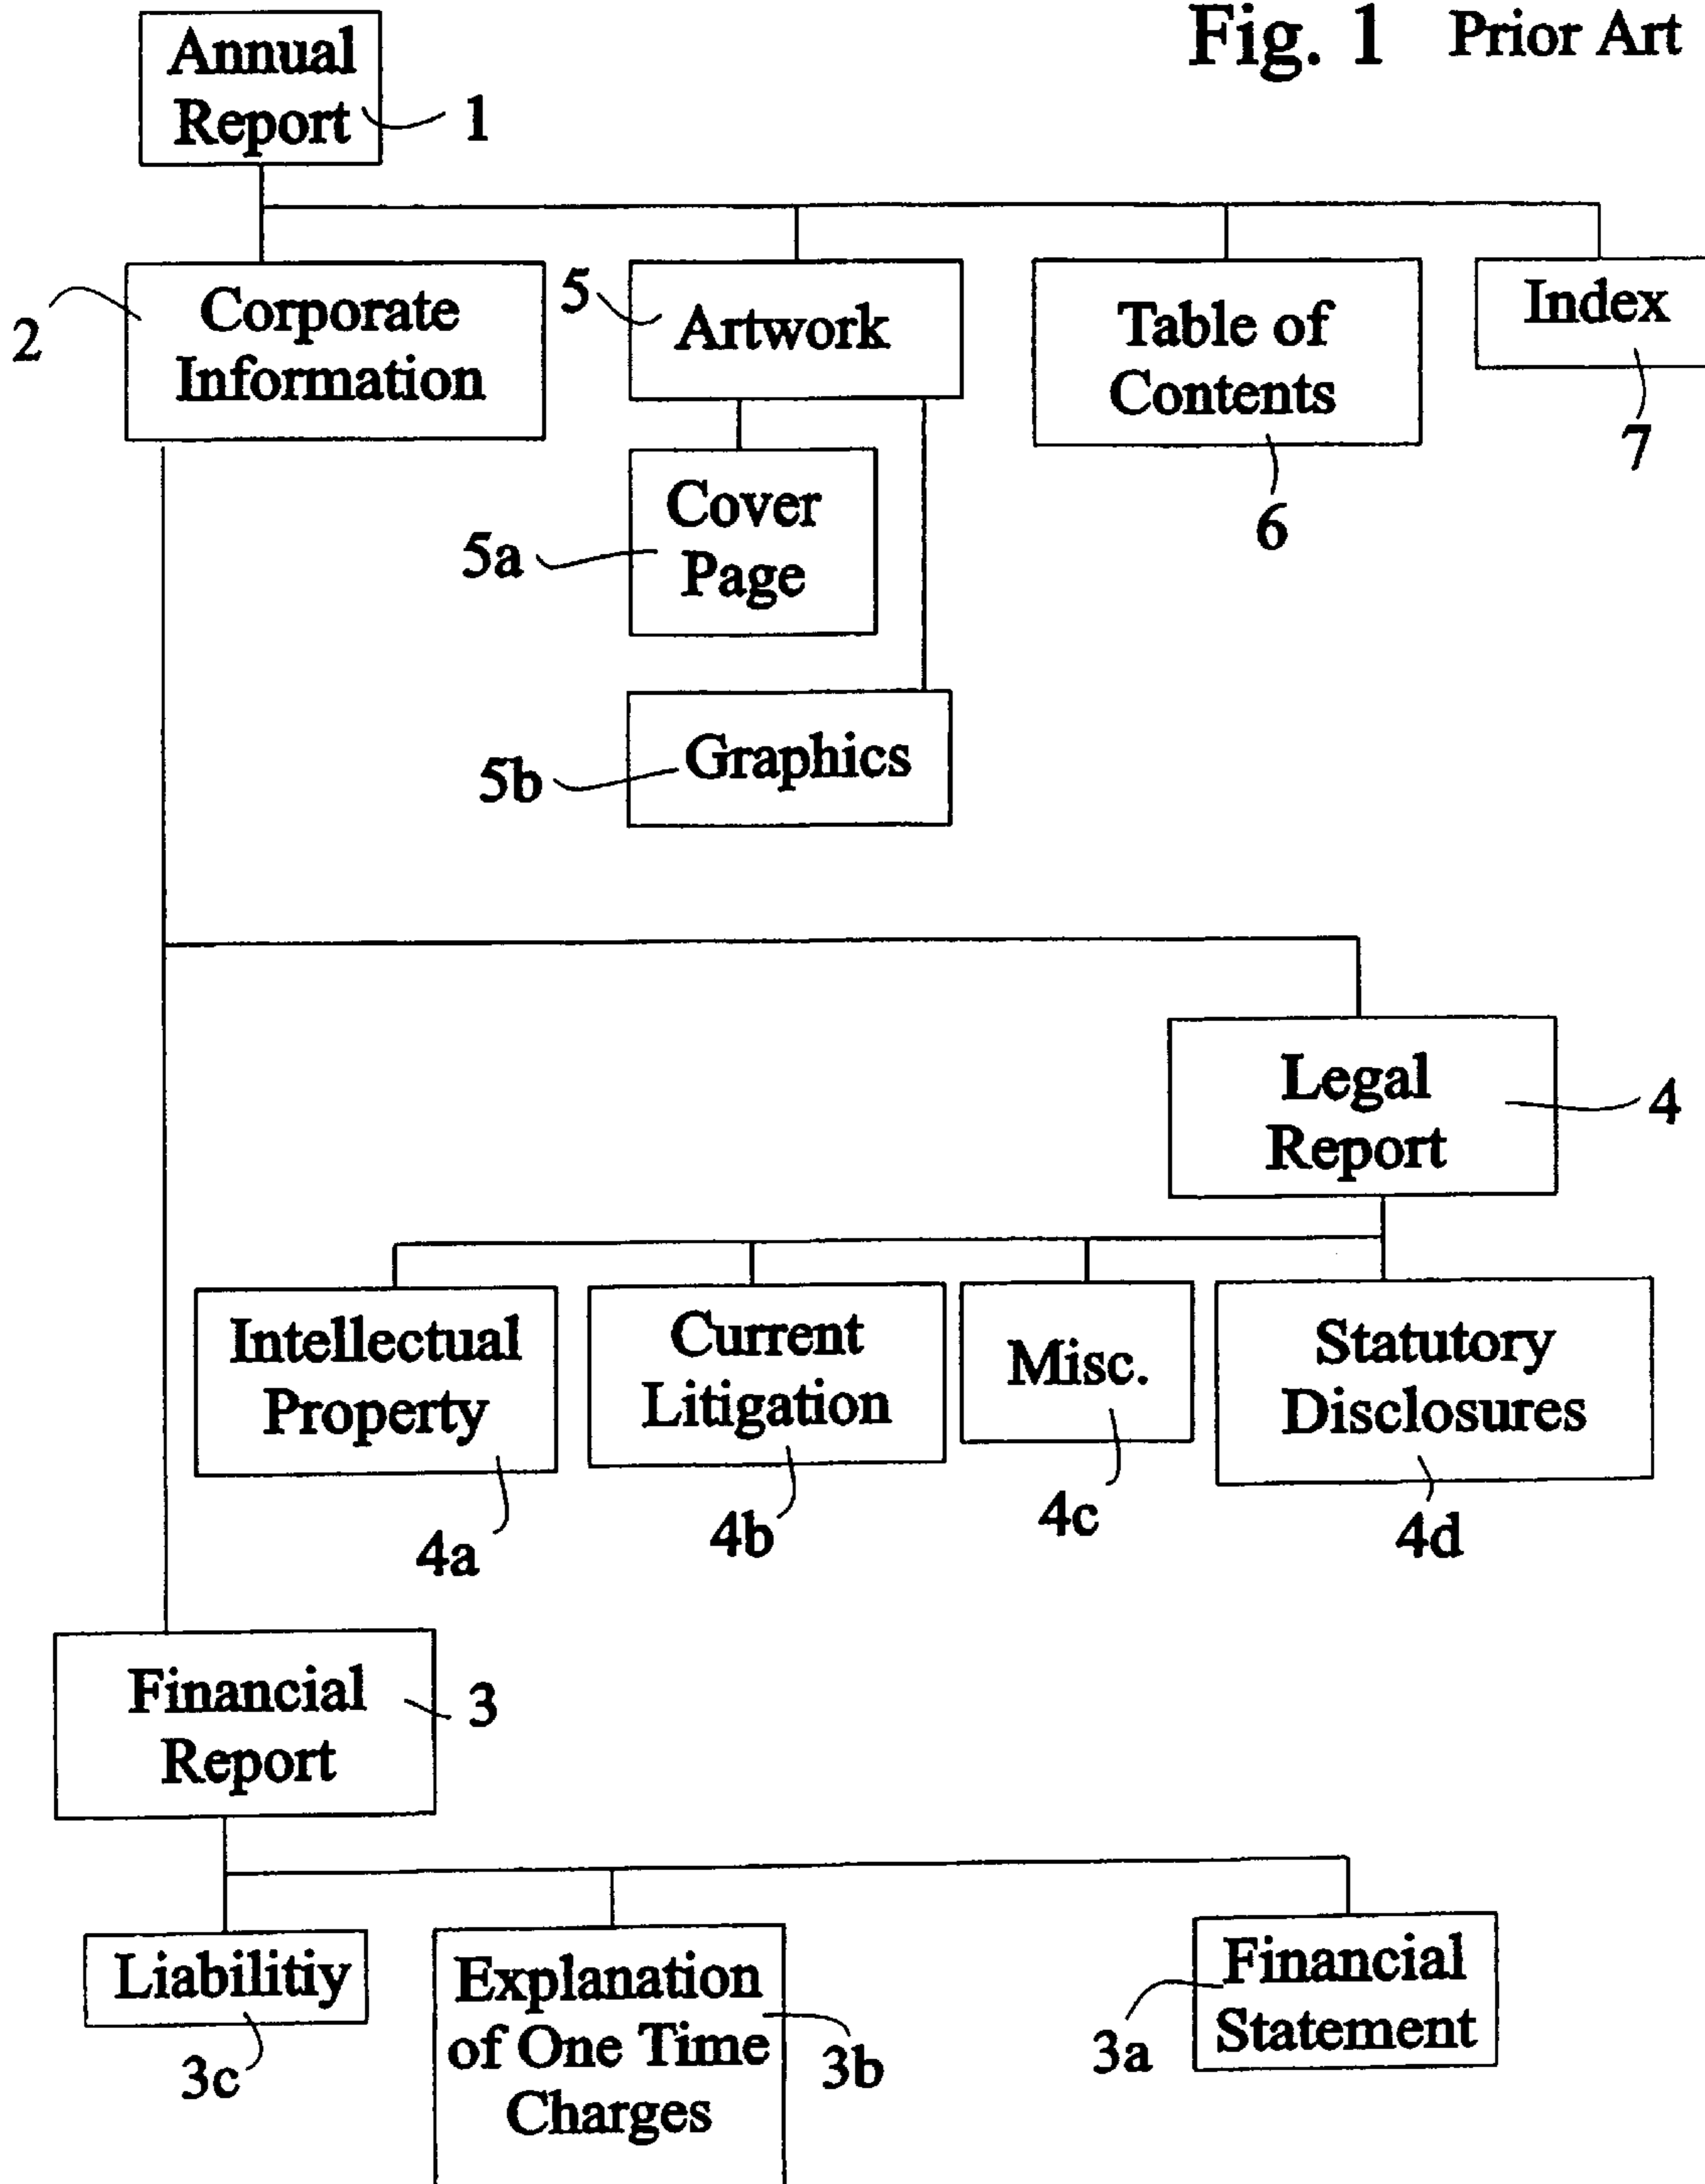 Fig. 1 Prior Art
Annual
Report
1
2
Corporate
Information
5
Artwork
Table of
Contents
6
Index
7
5a
Cover
Page
5b
Graphics
Legal
Report
4
Intellectual
Property
4a
Current
Litigation
4b
Misc.
4c
Statutory
Disclosures
4d
Financial
Report
3
Liabilitiy
3c
Explanation
of One Time
Charges
3b
3a
Financial
Statement